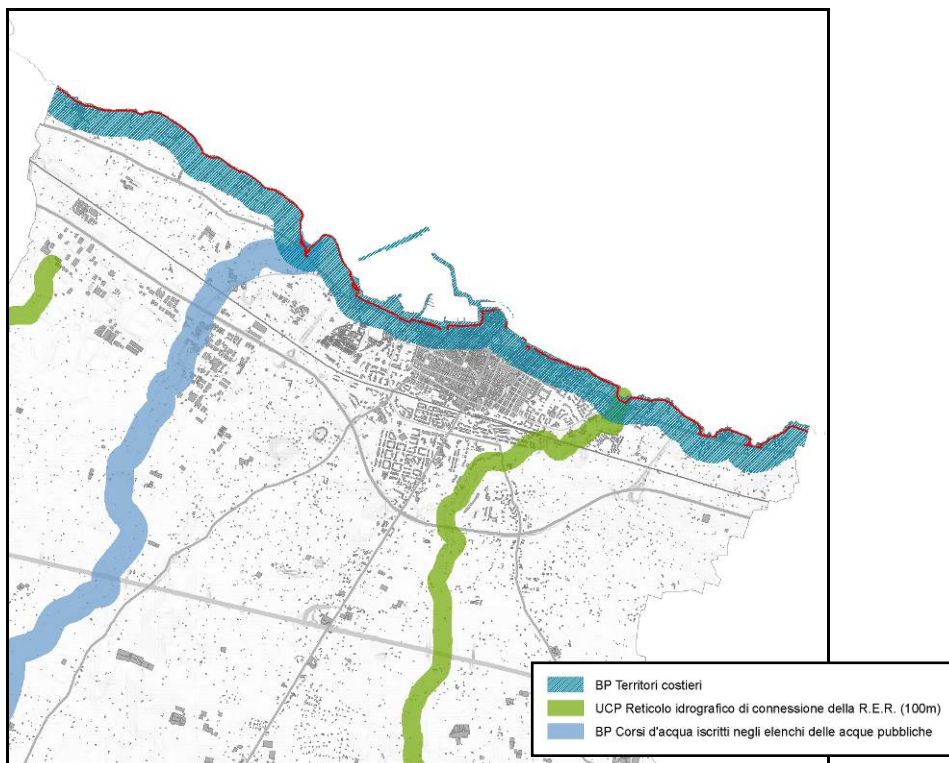 BP Territori costieri
UCP Reticolo idrografico di connessione della R.E.R. (100m)
BP Corsi d'acqua iscritti negli elenchi delle acque pubbliche